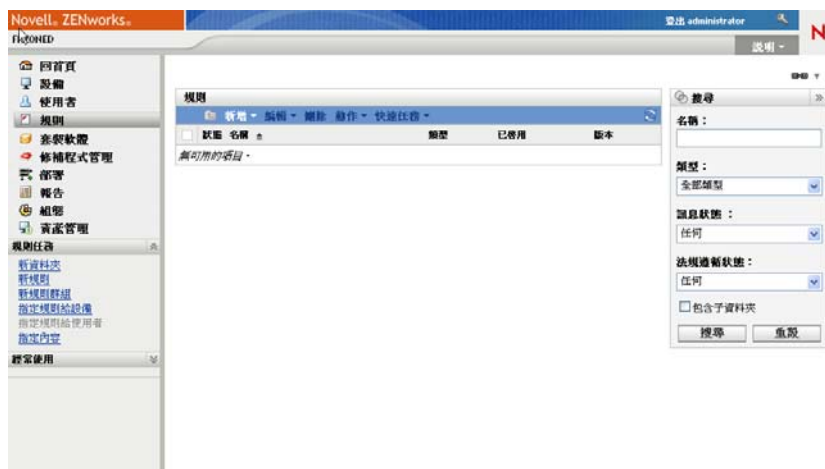 Novell® ZENworks®
登出 administrator
N
說明
回首頁
設備
使用者
規則
套裝軟體
修補程式管理
部署
報告
組態
資產管理
規則任務
新資料夾
新規則
新規則群組
指定規則給設備
指定規則給使用者
指定內容
經常使用
規則
新增 編輯 刪除 動作 快速任務
狀態 名稱 類型 已啟用 版本
無可用的項目。
搜尋
名稱：
類型：
全部類型
訊息狀態：
任何
法規遵循狀態：
任何
包含子資料夾
搜尋 重設